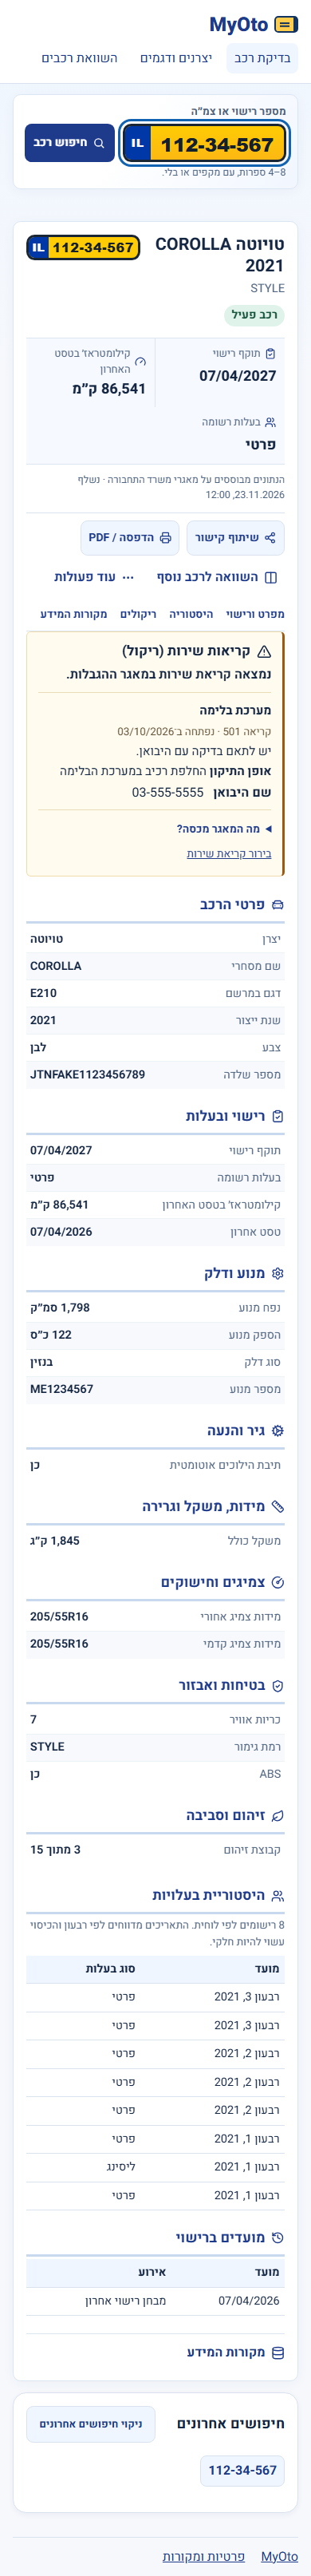 MyOto
בדיקת רכב
יצרנים ודגמים
השוואת רכבים
מספר רישוי או צמ״ה
IL 112-34-567
חיפוש רכב
4–8 ספרות, עם מקפים או בלי.
טויוטה COROLLA
2021
IL 112-34-567
STYLE
רכב פעיל
תוקף רישוי
07/04/2027
קילומטראז׳ בטסט
האחרון
86,541 ק״מ
בעלות רשומה
פרטי
הנתונים מבוססים על מאגרי משרד התחבורה · נשלף
23.11.2026, 12:00
שיתוף קישור
הדפסה / PDF
השוואה לרכב נוסף
עוד פעולות
מפרט ורישוי
היסטוריה
ריקולים
מקורות המידע
קריאות שירות (ריקול)
נמצאה קריאת שירות במאגר ההגבלות.
מערכת בלימה
קריאה 501 · נפתחה ב־03/10/2026
יש לתאם בדיקה עם היבואן.
אופן התיקון החלפת רכיב במערכת הבלימה
שם היבואן 03-555-5555
מה המאגר מכסה?
בירור קריאת שירות
פרטי הרכב
יצרן טויוטה
שם מסחרי COROLLA
דגם במרשם E210
שנת ייצור 2021
צבע לבן
מספר שלדה JTNFAKE1123456789
רישוי ובעלות
תוקף רישוי 07/04/2027
בעלות רשומה פרטי
קילומטראז׳ בטסט האחרון 86,541 ק״מ
טסט אחרון 07/04/2026
מנוע ודלק
נפח מנוע 1,798 סמ״ק
הספק מנוע 122 כ״ס
סוג דלק בנזין
מספר מנוע ME1234567
גיר והנעה
תיבת הילוכים אוטומטית כן
מידות, משקל וגרירה
משקל כולל 1,845 ק״ג
צמיגים וחישוקים
מידות צמיג אחורי 205/55R16
מידות צמיג קדמי 205/55R16
בטיחות ואבזור
כריות אוויר 7
רמת גימור STYLE
ABS כן
זיהום וסביבה
קבוצת זיהום 3 מתוך 15
היסטוריית בעלויות
8 רישומים לפי לוחית. התאריכים מדווחים לפי רבעון והכיסוי
עשוי להיות חלקי.
מועד סוג בעלות
רבעון 3, 2021 פרטי
רבעון 3, 2021 פרטי
רבעון 2, 2021 פרטי
רבעון 2, 2021 פרטי
רבעון 2, 2021 פרטי
רבעון 1, 2021 פרטי
רבעון 1, 2021 ליסינג
רבעון 1, 2021 פרטי
מועדים ברישוי
מועד אירוע
07/04/2026 מבחן רישוי אחרון
מקורות המידע
חיפושים אחרונים
ניקוי חיפושים אחרונים
112-34-567
MyOto
פרטיות ומקורות